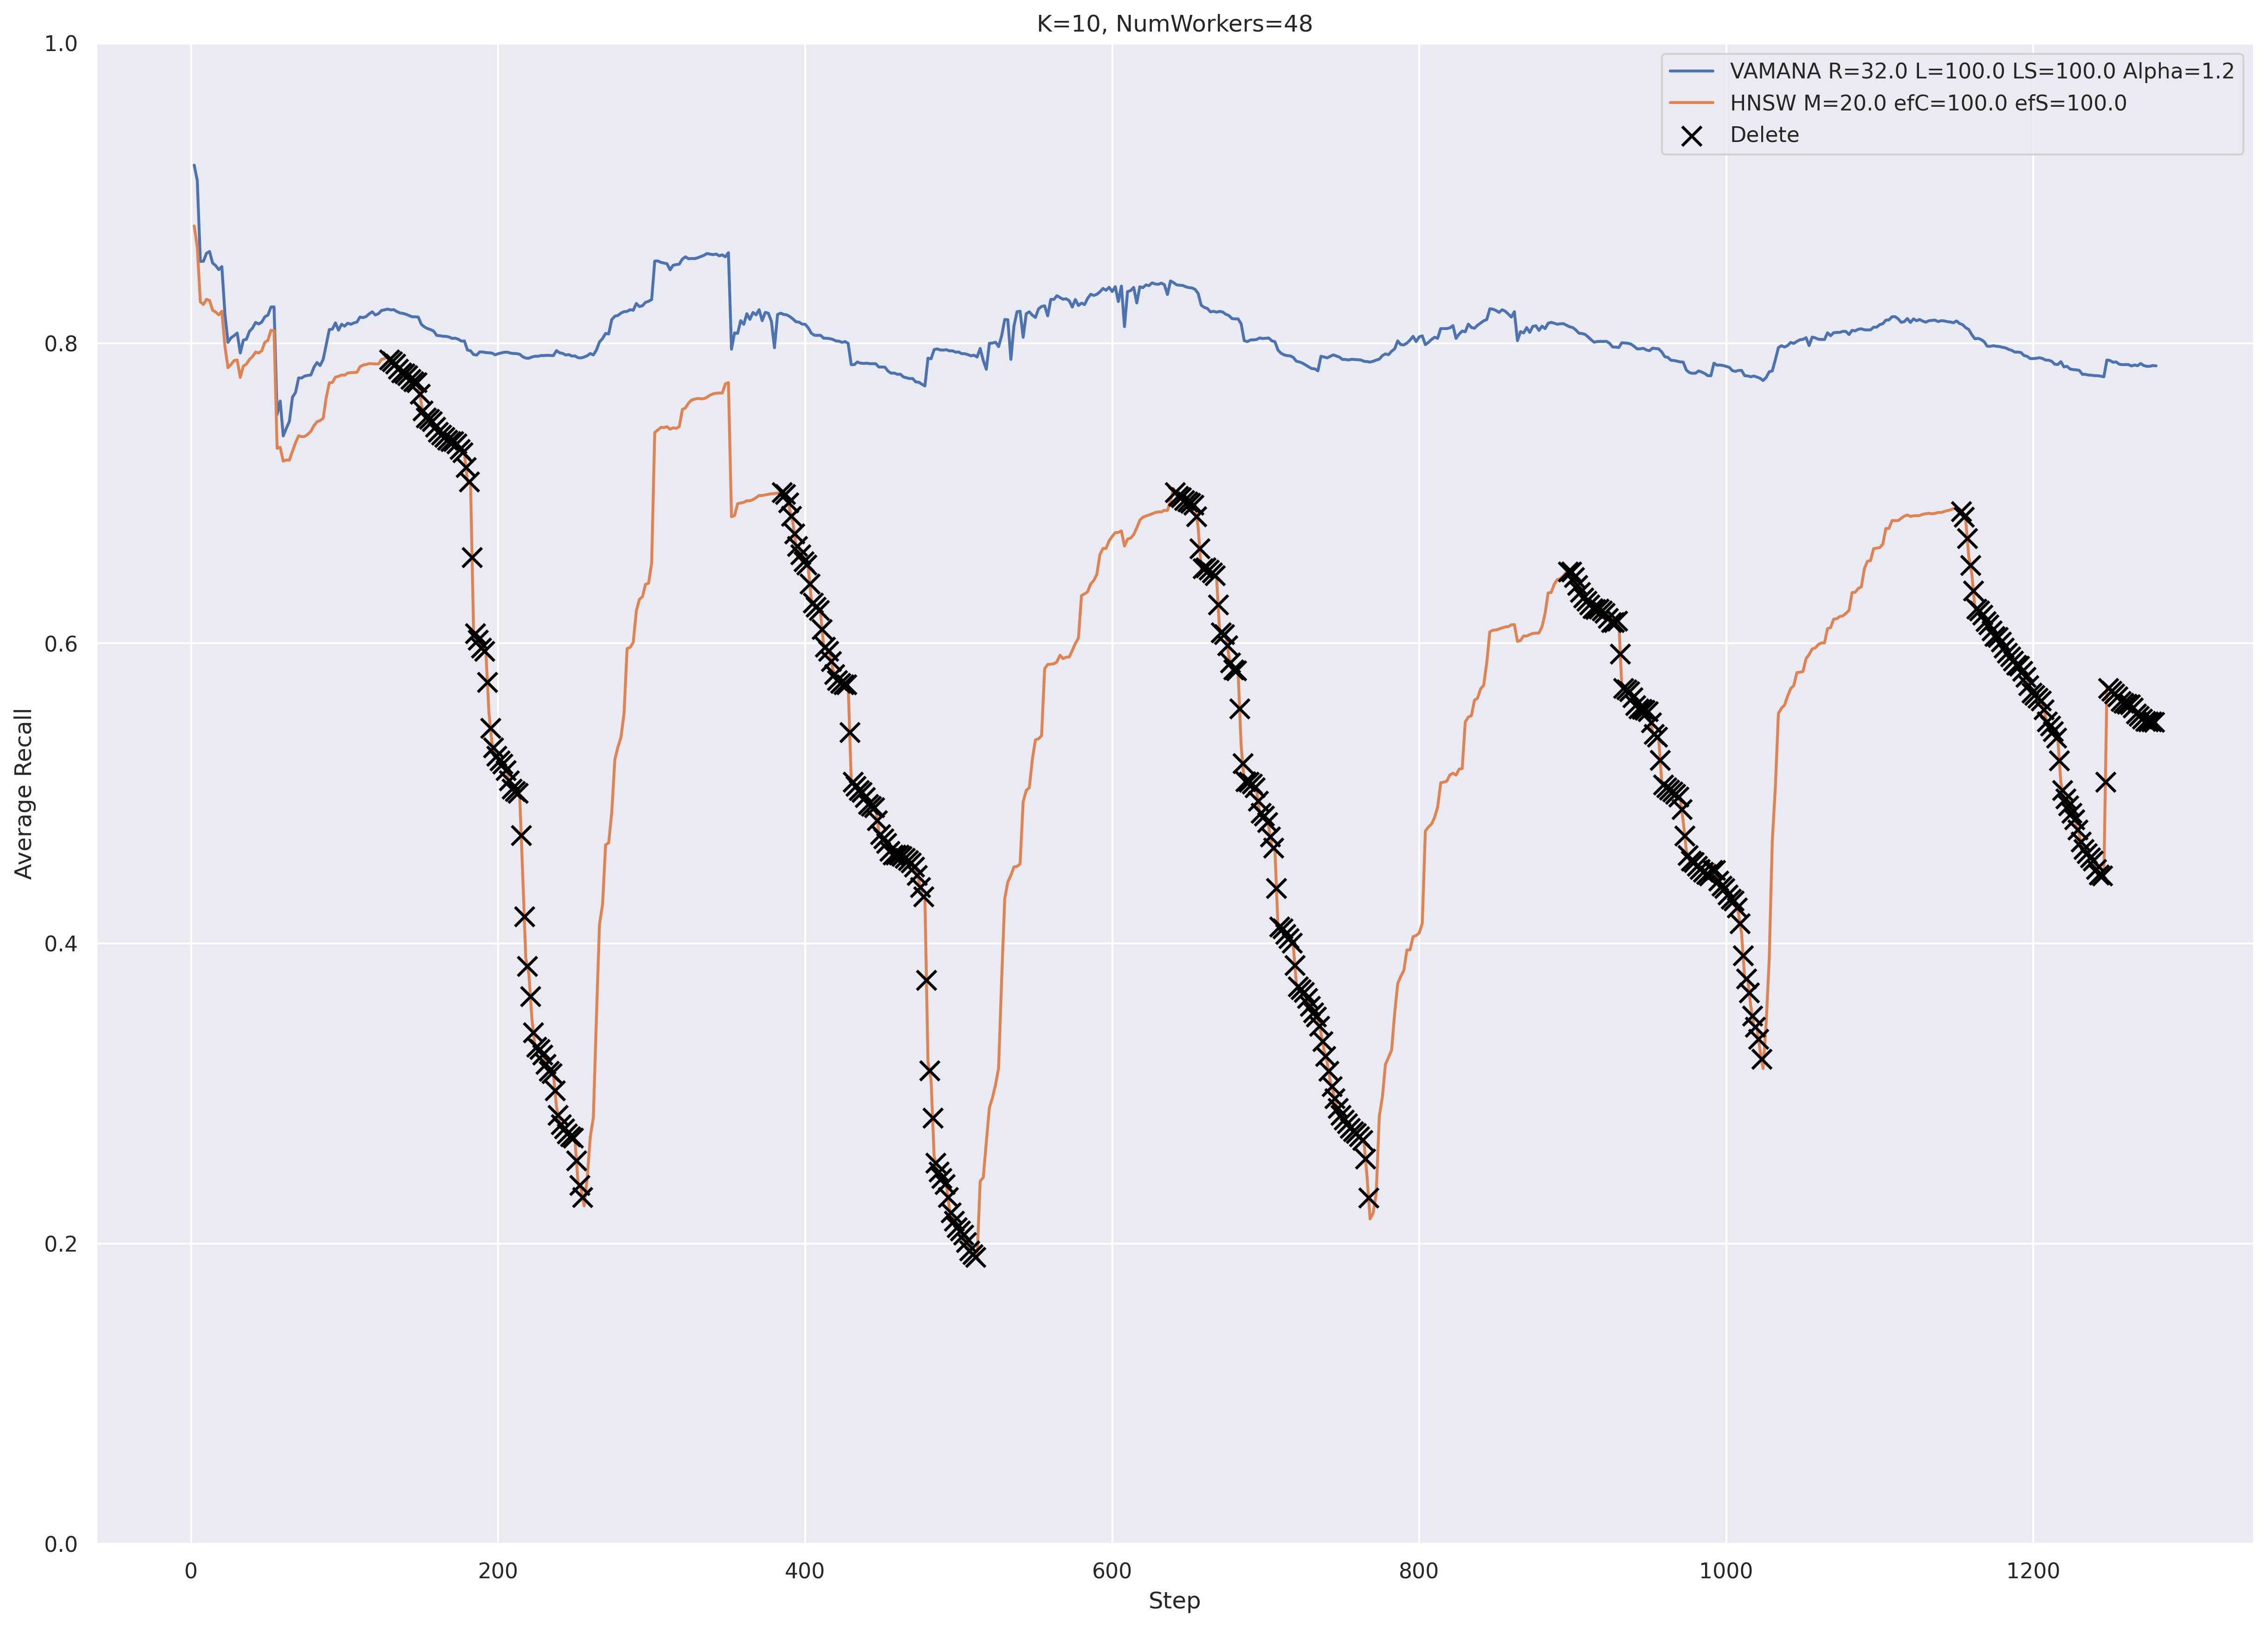 K=10, NumWorkers=48
VAMANA R=32.0 L=100.0 LS=100.0 Alpha=1.2
HNSW M=20.0 efC=100.0 efS=100.0
Delete
Average Recall
1.0
0.8
0.6
0.4
0.2
0.0
0 200 400 600 800 1000 1200
Step